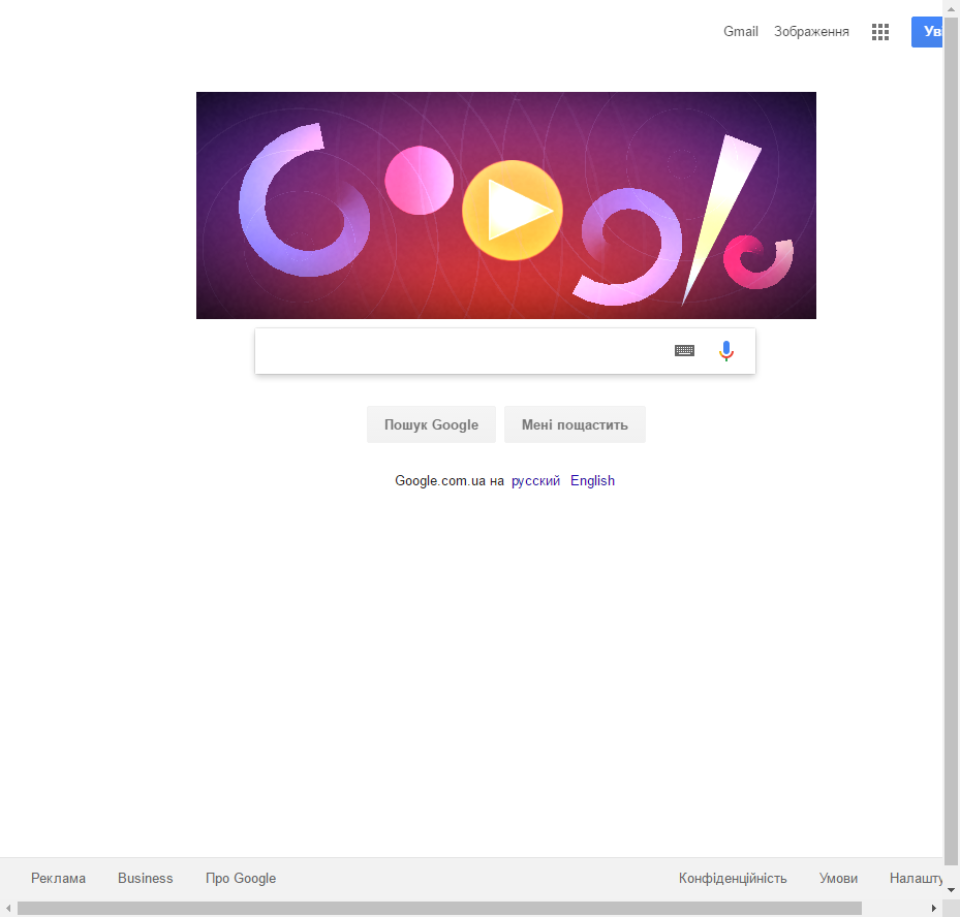 Gmail Зображення Ув
Google
Пошук Google Мені пощастить
Google.com.ua на русский English
Реклама Business Про Google Конфіденційність Умови Налашту